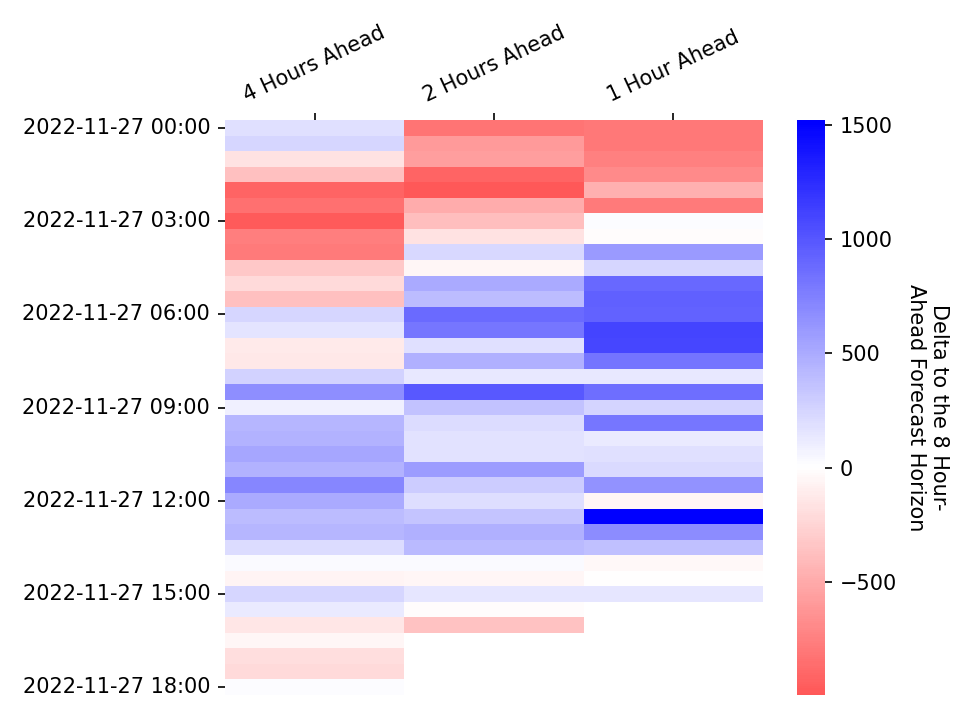 4 Hours Ahead
2 Hours Ahead
1 Hour Ahead
2022-11-27 00:00
2022-11-27 03:00
2022-11-27 06:00
2022-11-27 09:00
2022-11-27 12:00
2022-11-27 15:00
2022-11-27 18:00
1500
1000
500
0
−500
Delta to the 8 Hour-
Ahead Forecast Horizon